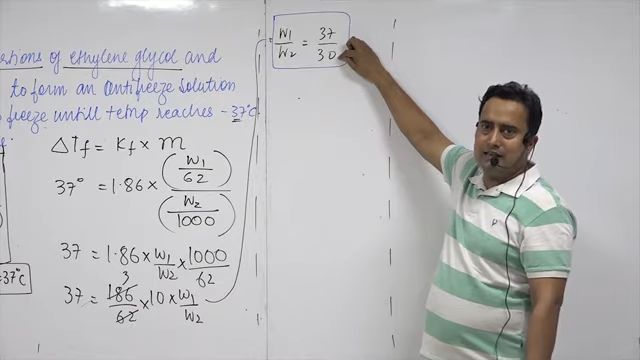 rtions of ethylene glycol and
to form an antifreeze solution
freeze untill temp reaches -37°C
ΔTf = Kf × m
37° = 1.86 × (W1/62) / (W2/1000)
37 = 1.86 × W1/W2 × 1000/62
37 = 186/62 × 10 × W1/W2
3
=37°C
W1/W2 = 37/30